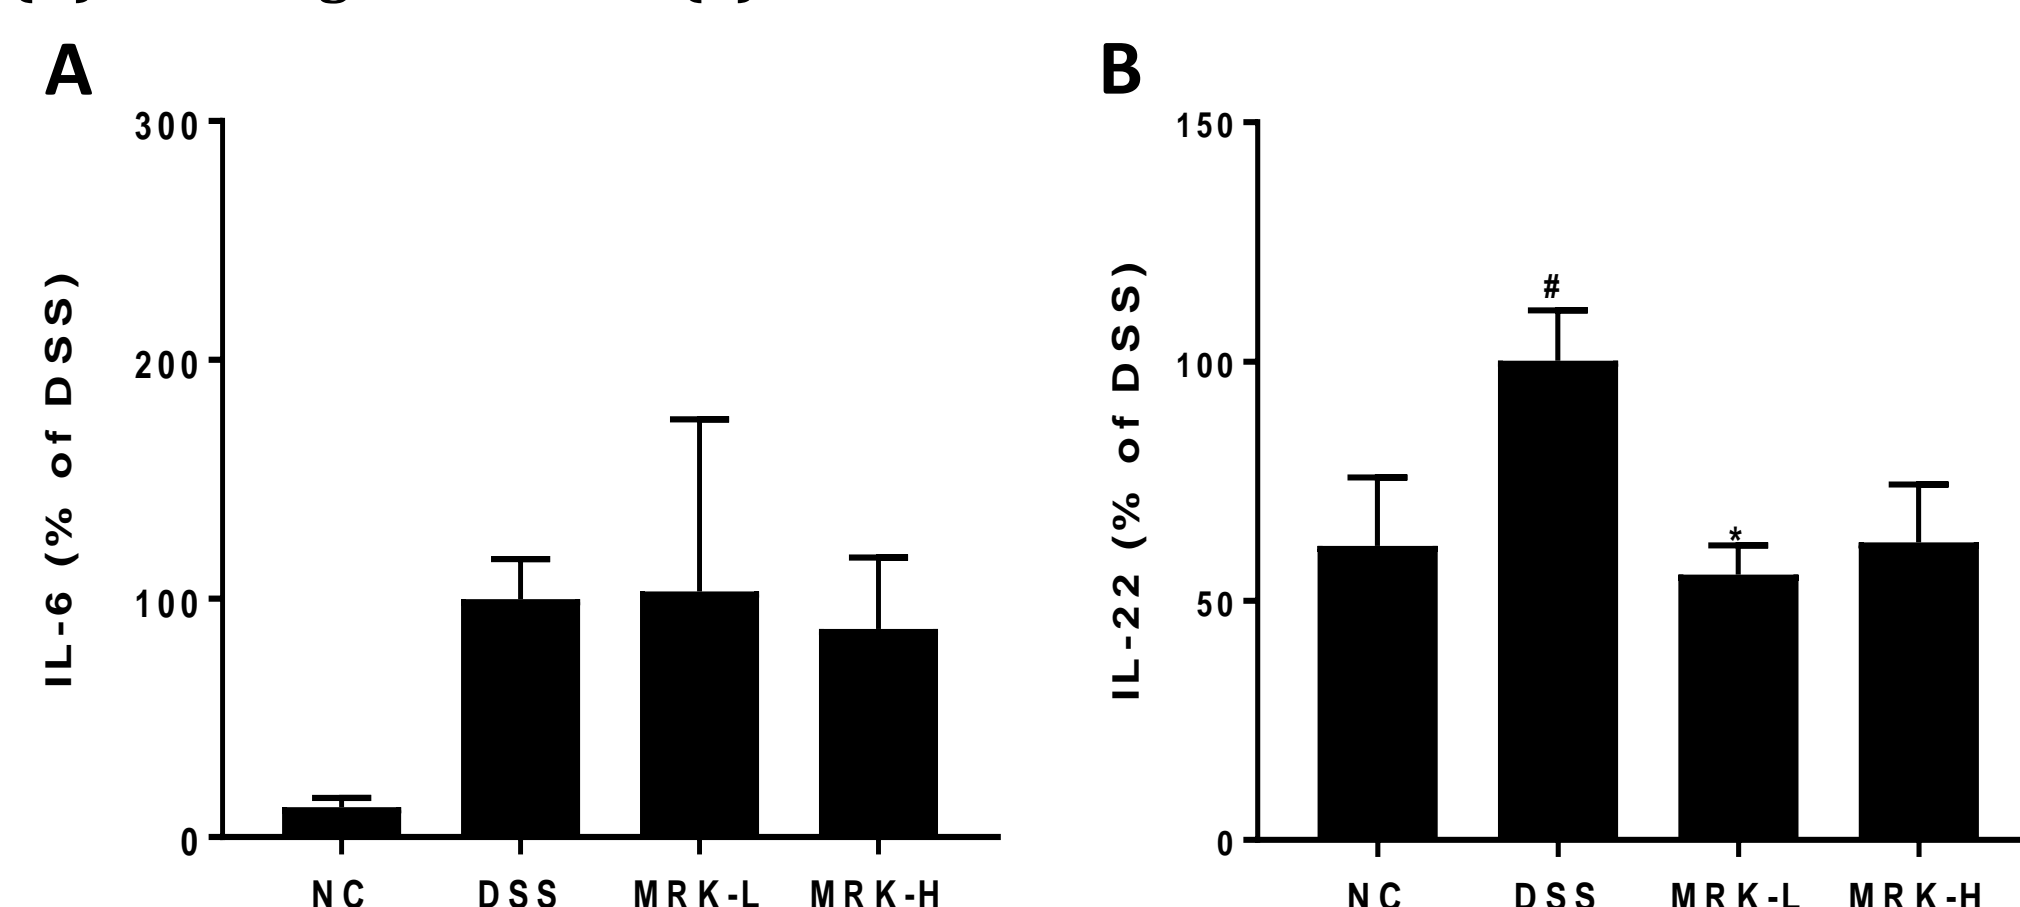 A
300
200
100
0
IL-6 (% of DSS)
NC DSS MRK-L MRK-H
B
150
100
50
0
IL-22 (% of DSS)
#
*
NC DSS MRK-L MRK-H